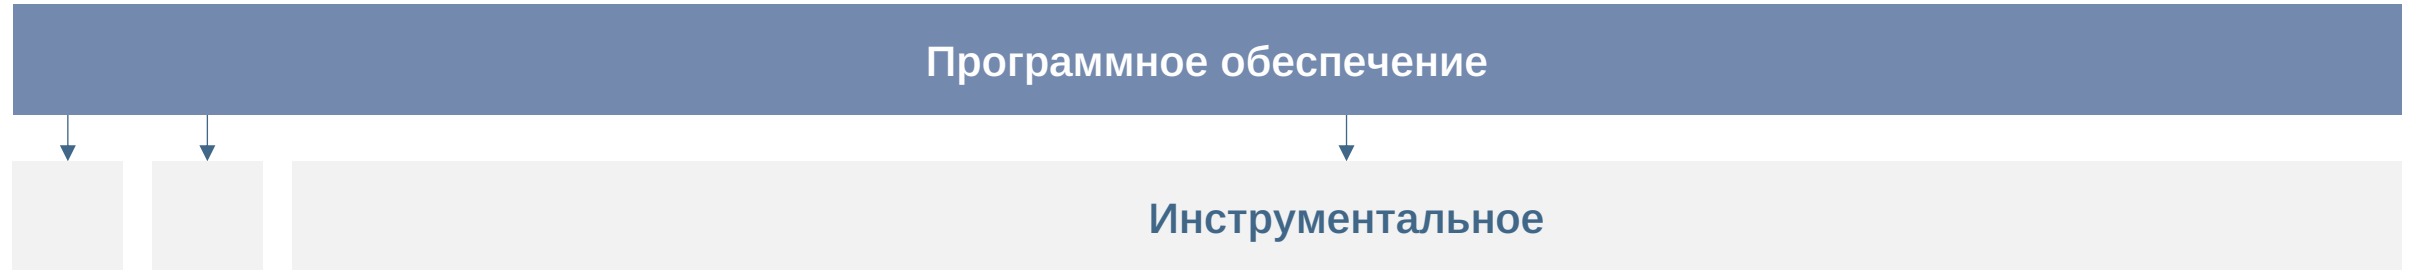 Программное обеспечение
Инструментальное